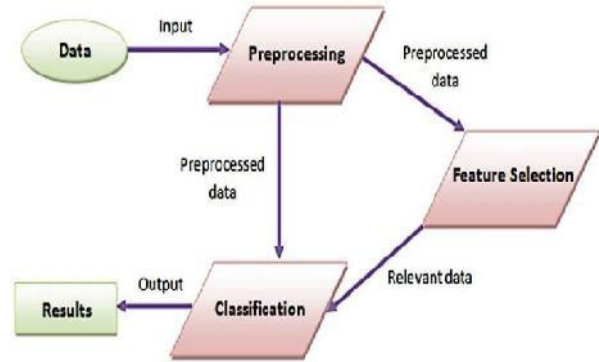 Data
Input
Preprocessing
Preprocessed
data
Preprocessed
data
Feature Selection
Relevant data
Classification
Output
Results